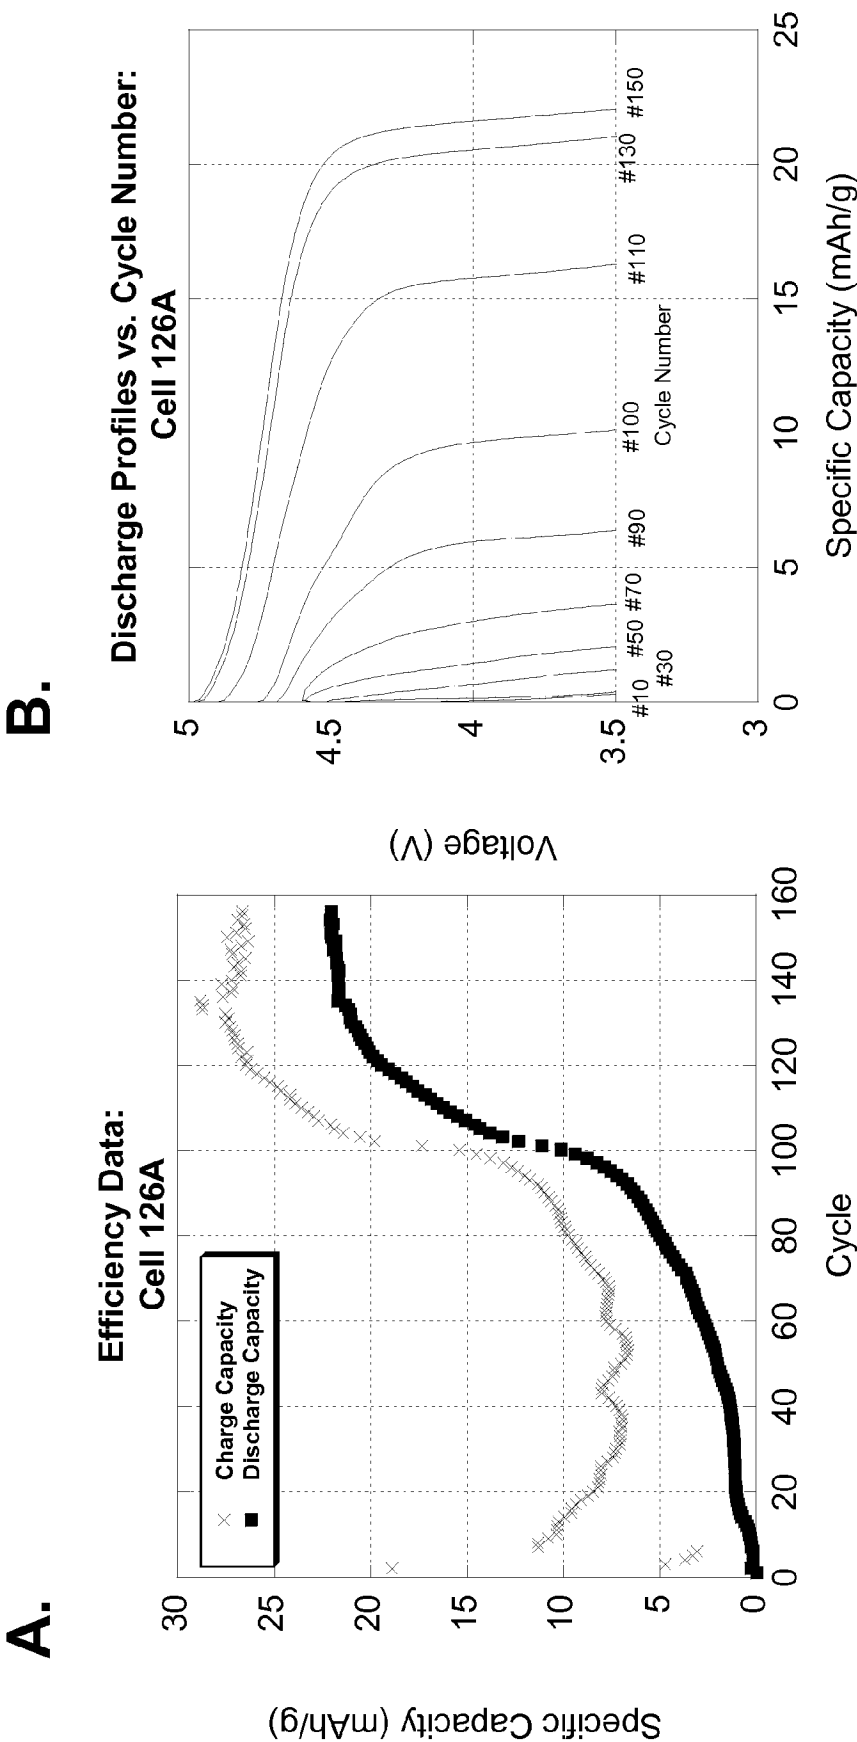 A.
Efficiency Data:
Cell 126A
Charge Capacity
Discharge Capacity
Specific Capacity (mAh/g)
30
25
20
15
10
5
0
0
20
40
60
80
100
120
140
160
Cycle
B.
Discharge Profiles vs. Cycle Number:
Cell 126A
Voltage (V)
5
4.5
4
3.5
3
#10
#30
#50
#70
#90
#100
#110
#130
#150
Cycle Number
0
5
10
15
20
25
Specific Capacity (mAh/g)